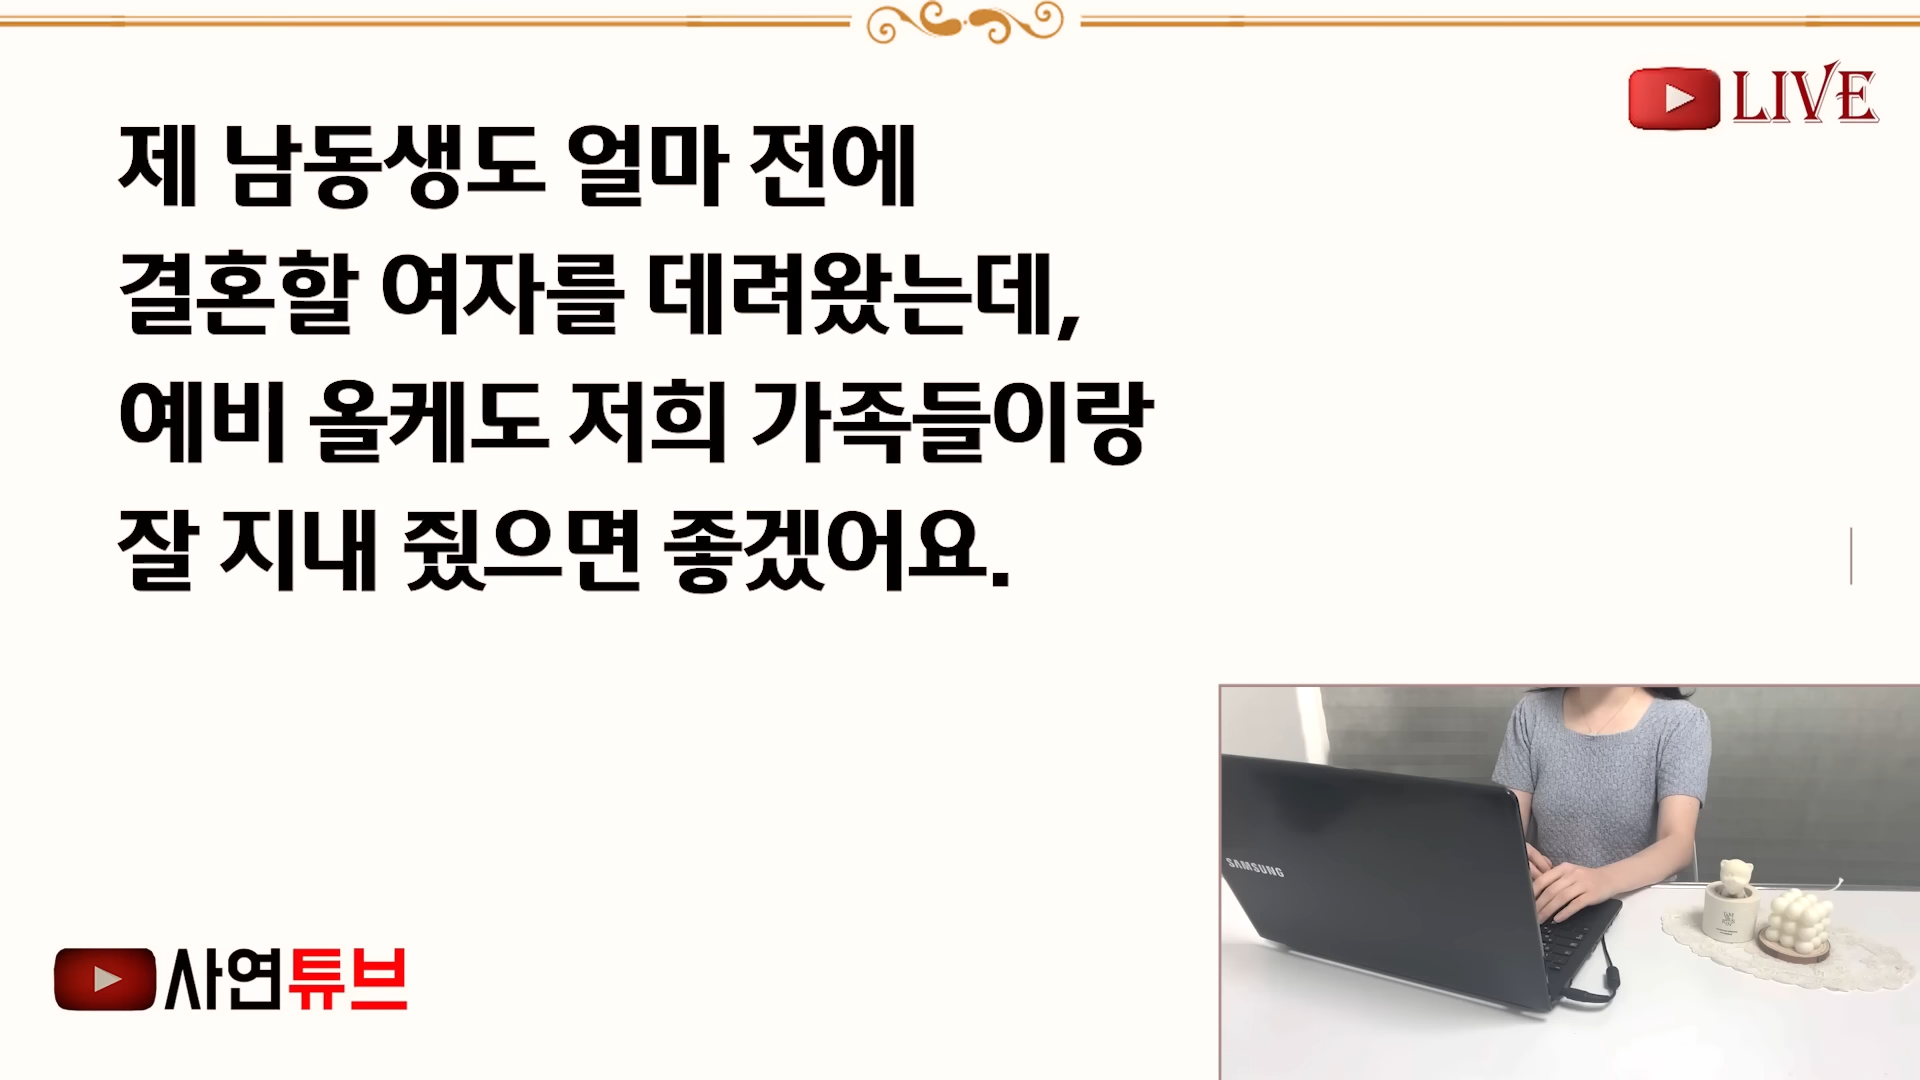 LIVE
제 남동생도 얼마 전에
결혼할 여자를 데려왔는데,
예비 올케도 저희 가족들이랑
잘 지내 줬으면 좋겠어요.
SAMSUNG
사연튜브